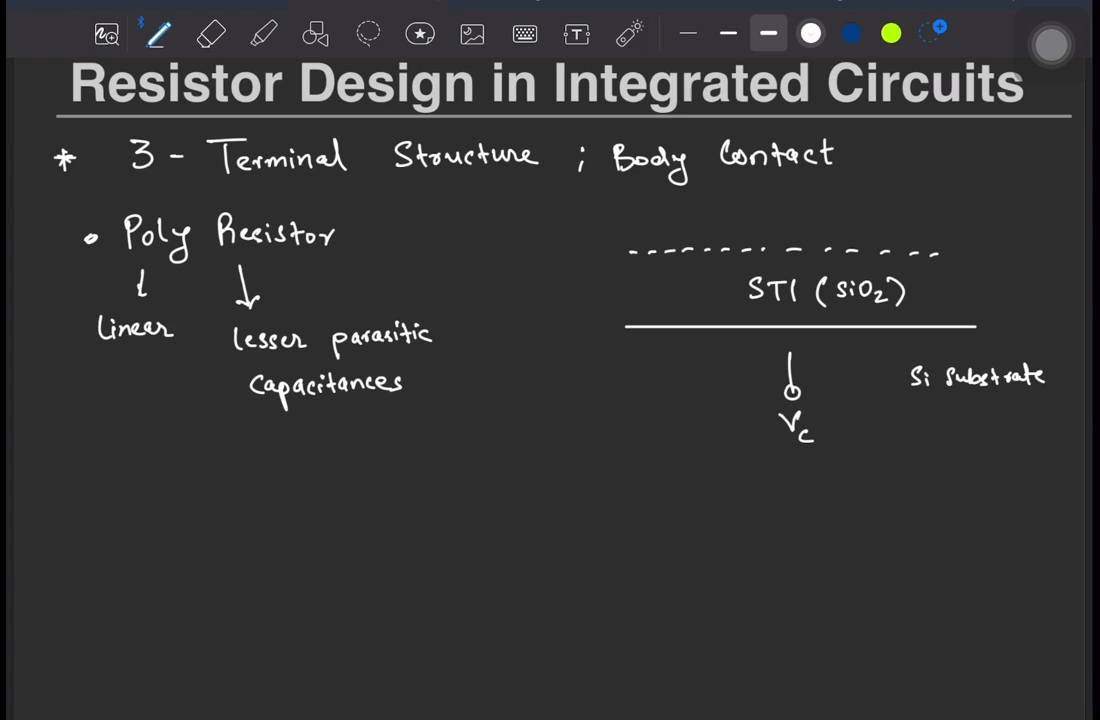 Resistor Design in Integrated Circuits
* 3 - Terminal Structure ; Body Contact
• Poly Resistor
STI (SiO2)
Linear
lesser parasitic
capacitances
Si substrate
Vc